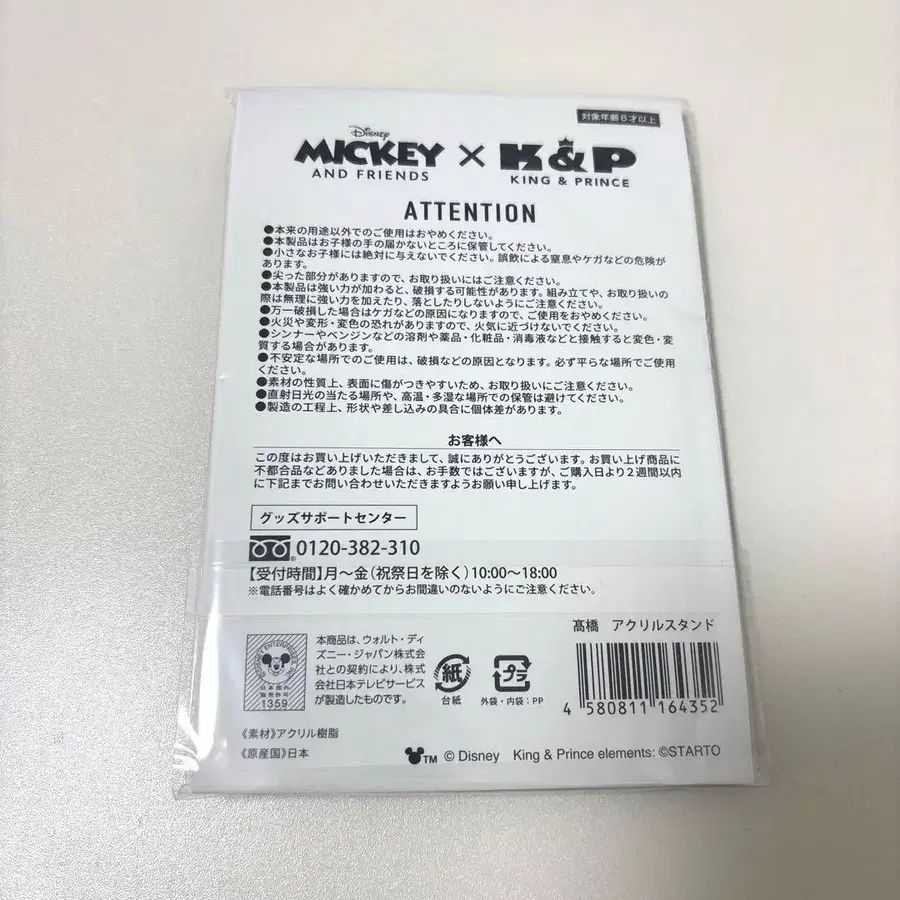 対象年齢8才以上
Disney
MICKEY × K&P
AND FRIENDS KING & PRINCE
ATTENTION
●本来の用途以外でのご使用はおやめください。
●本製品はお子様の手の届かないところに保管してください。
●小さなお子様には絶対に与えないでください。誤飲による窒息やケガなどの危険が
あります。
●尖った部分がありますので、お取り扱いにはご注意ください。
●本製品は強い力が加わると、破損する可能性があります。組み立てや、お取り扱いの
際は無理に強い力を加えたり、落としたりしないようにご注意ください。
●万一破損した場合はケガなどの原因になりますので、ご使用をおやめください。
●火災や変形・変色の恐れがありますので、火気に近づけないでください。
●シンナーやベンジンなどの溶剤や薬品・化粧品・消毒液などと接触すると変色・変
質する場合があります。
●不安定な場所でのご使用は、破損などの原因となります。必ず平らな場所でご使用
ください。
●素材の性質上、表面に傷がつきやすいため、お取り扱いにご注意ください。
●直射日光の当たる場所や、高温・多湿な場所での保管は避けてください。
●製造の工程上、形状や差し込みの具合に個体差があります。
お客様へ
この度はお買い上げいただきまして、誠にありがとうございます。お買い上げ商品に
不都合品などありました場合は、お手数ではございますが、ご購入日より2週間以内
に下記までお問い合わせいただきますようお願い申し上げます。
グッズサポートセンター
0120-382-310
【受付時間】月〜金（祝祭日を除く）10:00〜18:00
※電話番号はよく確かめてからお間違いのないようにご注意ください。
髙橋 アクリルスタンド
日本国内
販売許可
1359
本商品は、ウォルト・ディ
ズニー・ジャパン株式会
社との契約により、株式
会社日本テレビサービス
が製造したものです。
紙
台紙
プラ
外袋・内袋：PP
4 580811 164352
《素材》アクリル樹脂
《原産国》日本
TM © Disney King & Prince elements: ©STARTO